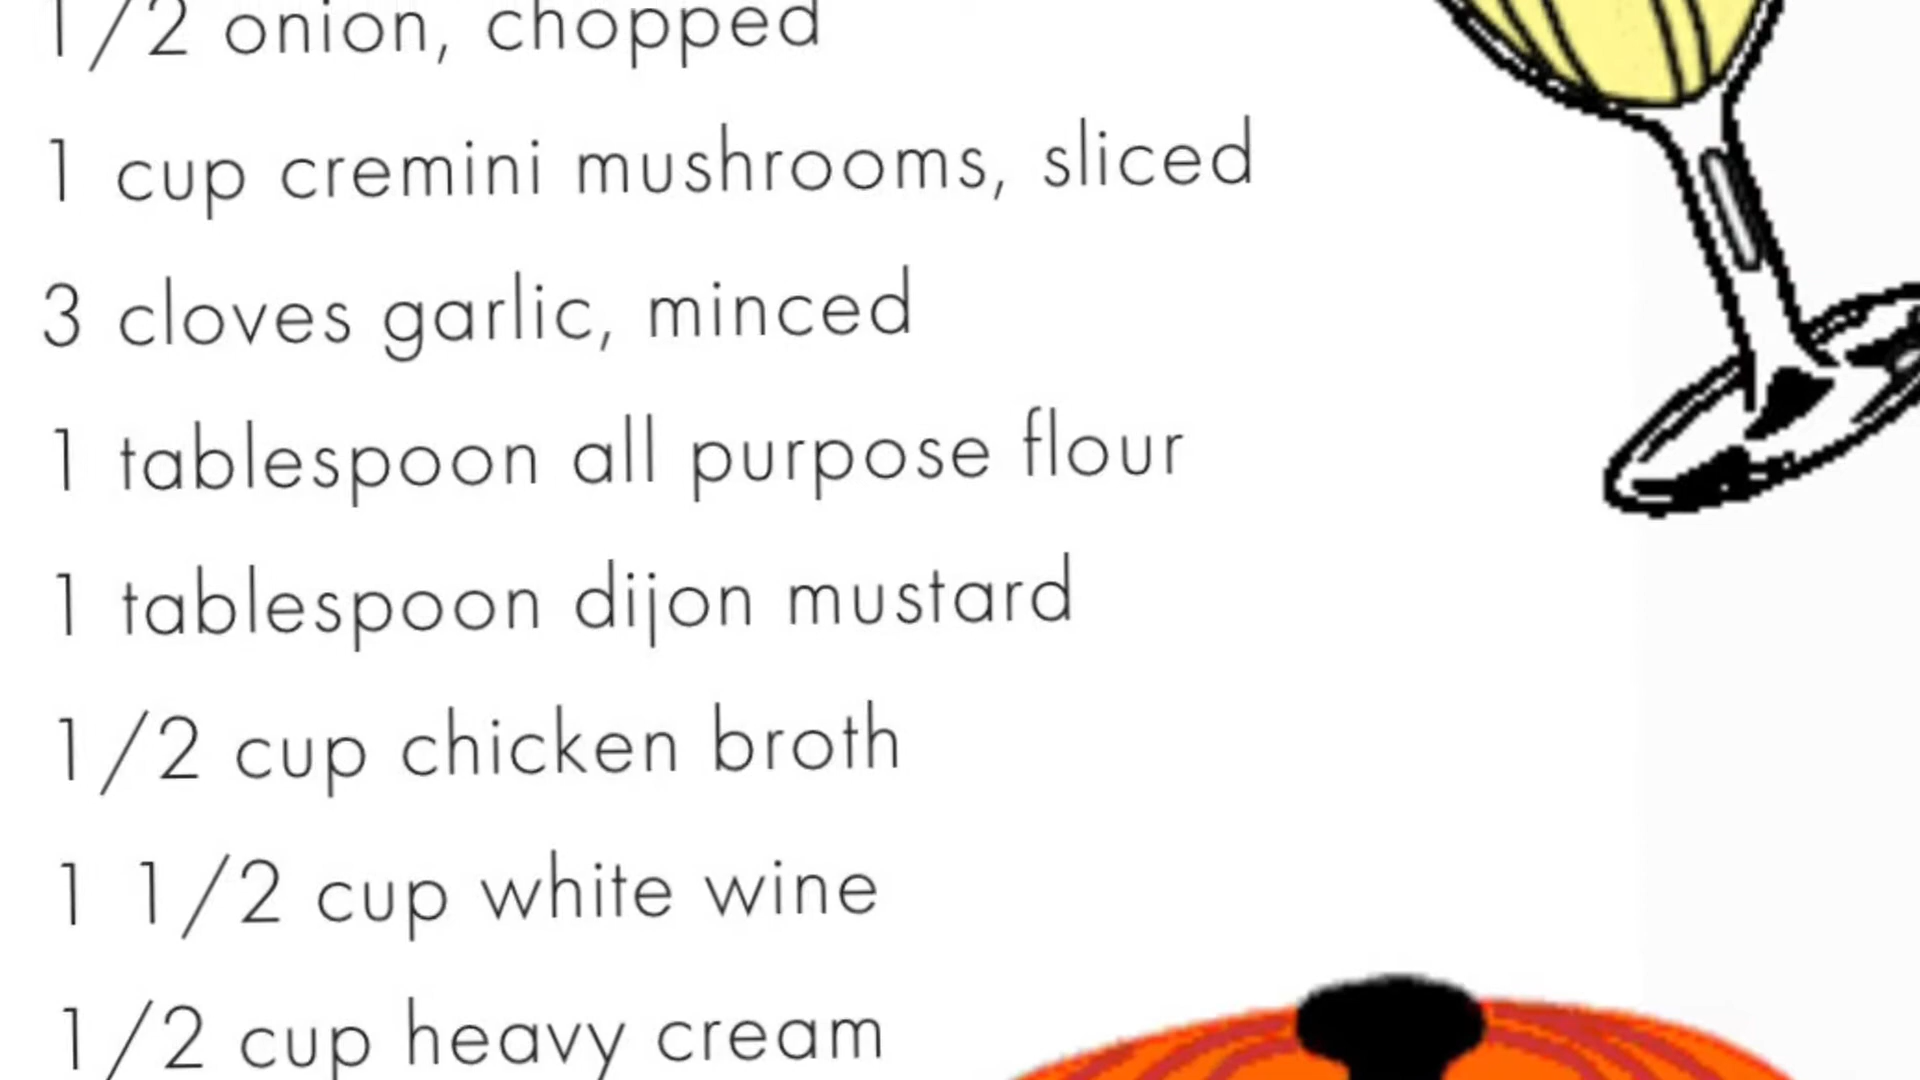 1/2 onion, chopped
1 cup cremini mushrooms, sliced
3 cloves garlic, minced
1 tablespoon all purpose flour
1 tablespoon dijon mustard
1/2 cup chicken broth
1 1/2 cup white wine
1/2 cup heavy cream